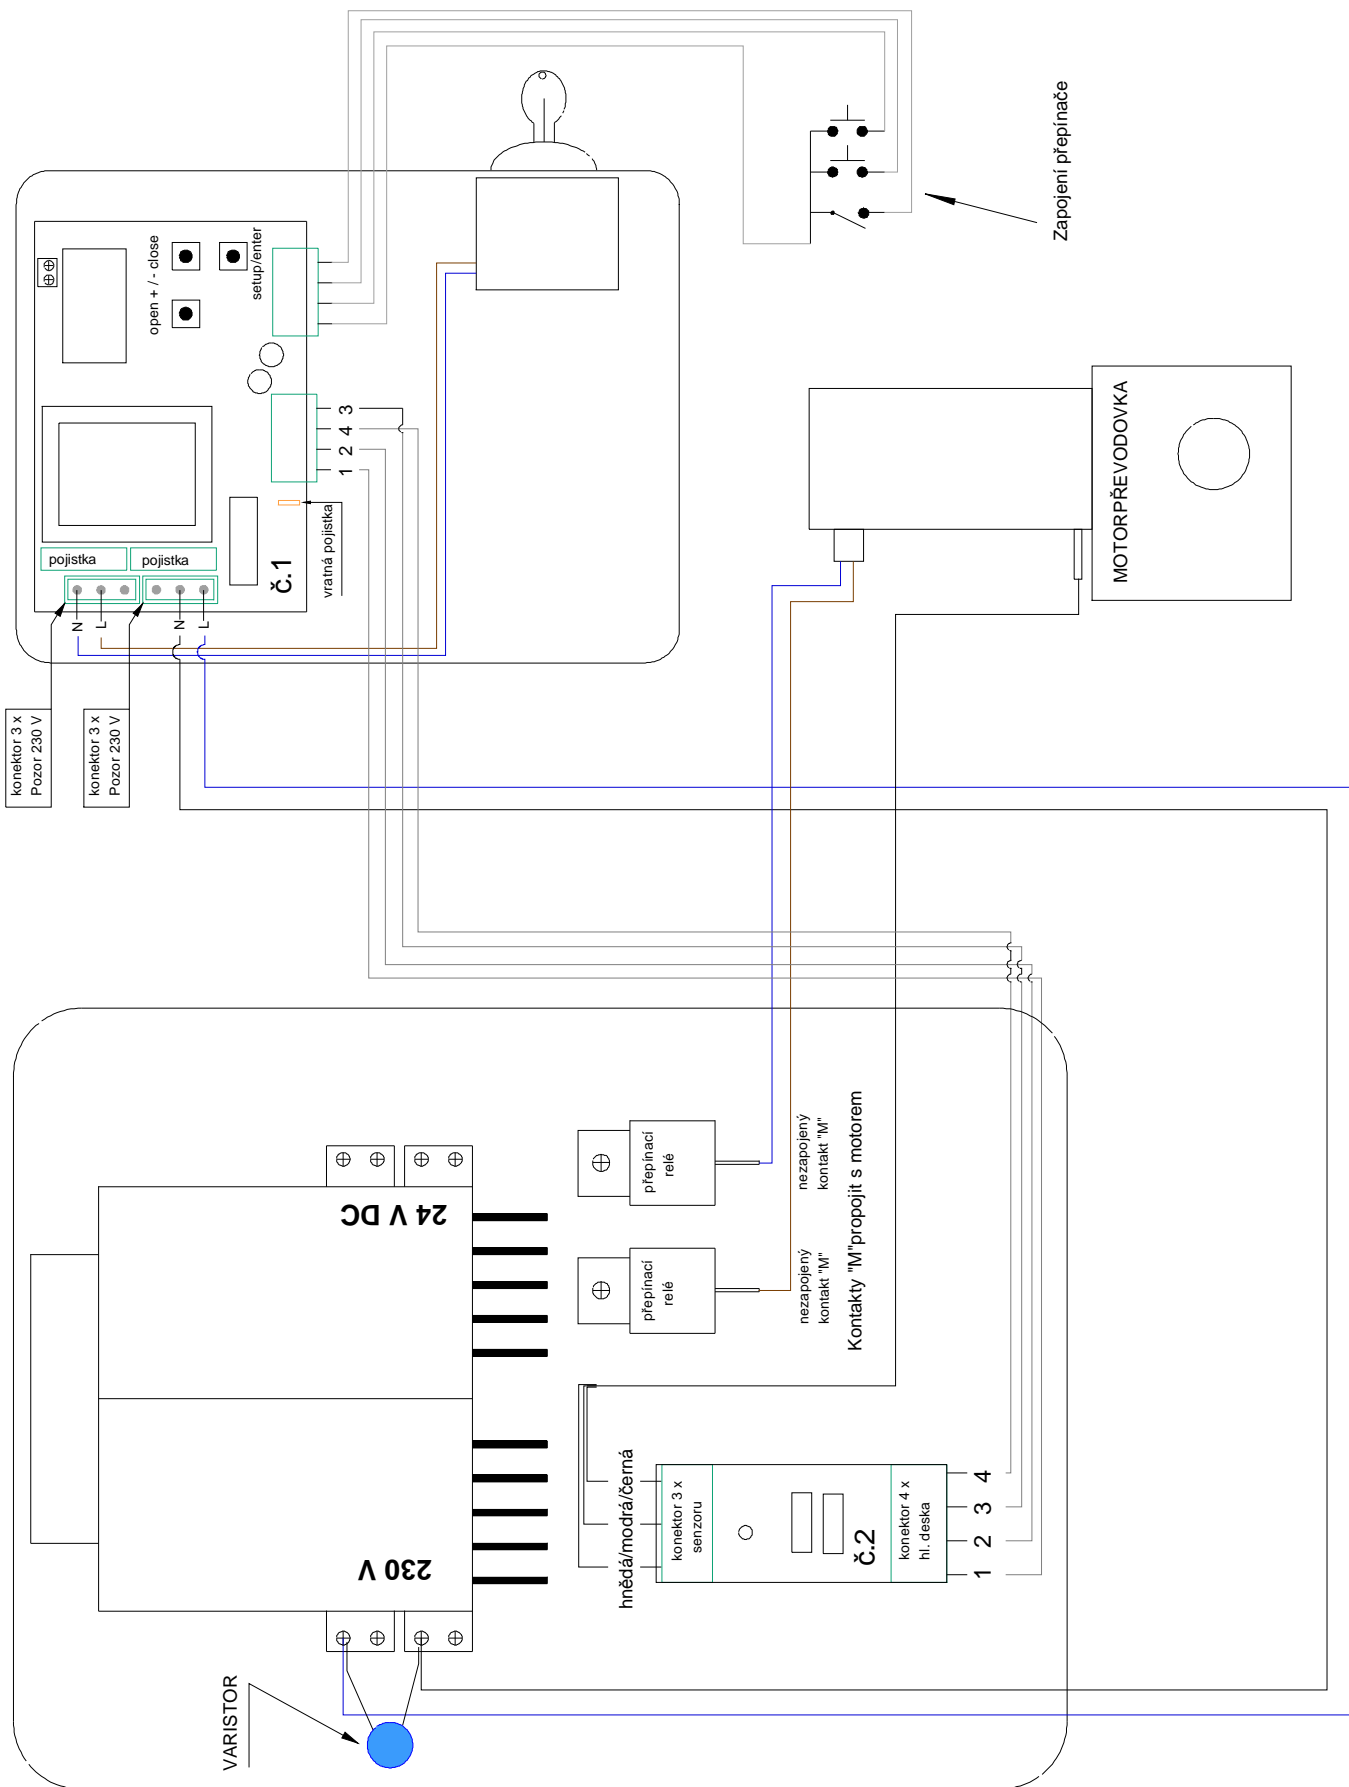 Zapojení přepínače
open + / - close
setup/enter
3
4
2
1
vratná pojistka
pojistka
pojistka
č.1
N
L
N
L
konektor 3 x
Pozor 230 V
konektor 3 x
Pozor 230 V
MOTORPŘEVODOVKA
24 V DC
230 V
přepínací
relé
přepínací
relé
nezapojený
kontakt "M"
nezapojený
kontakt "M"
Kontakty "M"propojit s motorem
hnědá/modrá/černá
konektor 3 x
senzoru
č.2
konektor 4 x
hl. deska
4
3
2
1
VARISTOR